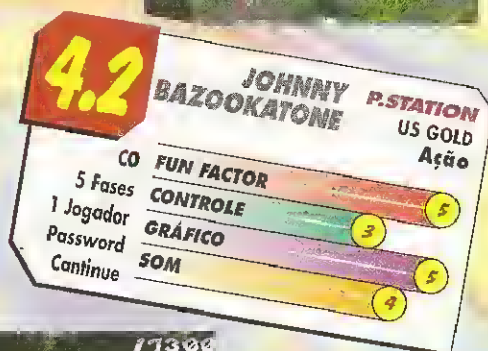 4.2
JOHNNY
BAZOOKATONE
P.STATION
US GOLD
Ação
CD
5 Fases
1 Jogador
Password
Continue
FUN FACTOR 5
CONTROLE 3
GRÁFICO 5
SOM 4
17300